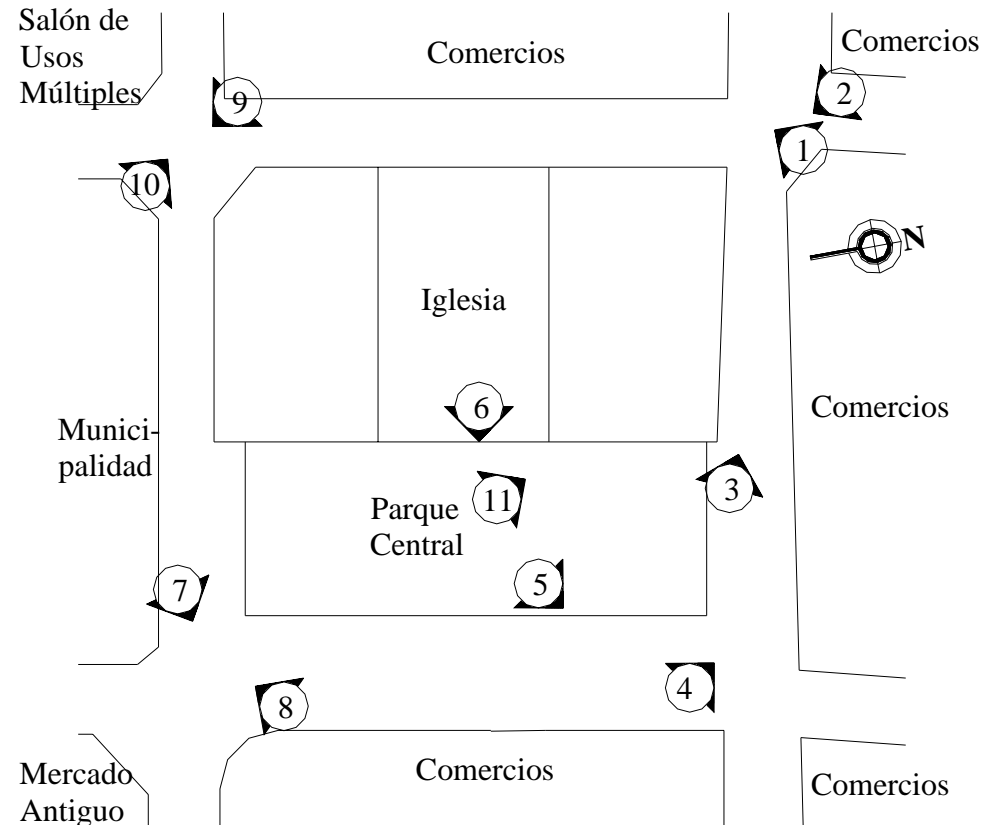 Salón de
Usos
Múltiples
Comercios
Comercios
2
9
1
10
N
Iglesia
6
Comercios
Munici-
palidad
3
11
Parque
Central
5
7
4
8
Mercado
Antiguo
Comercios
Comercios